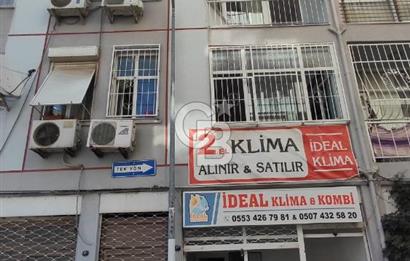 2. EL KLİMA
ALINIR & SATILIR
İDEAL
KLİMA
TEK YÖN
İDEAL KLİMA & KOMBİ
0553 426 79 81 & 0507 432 58 20